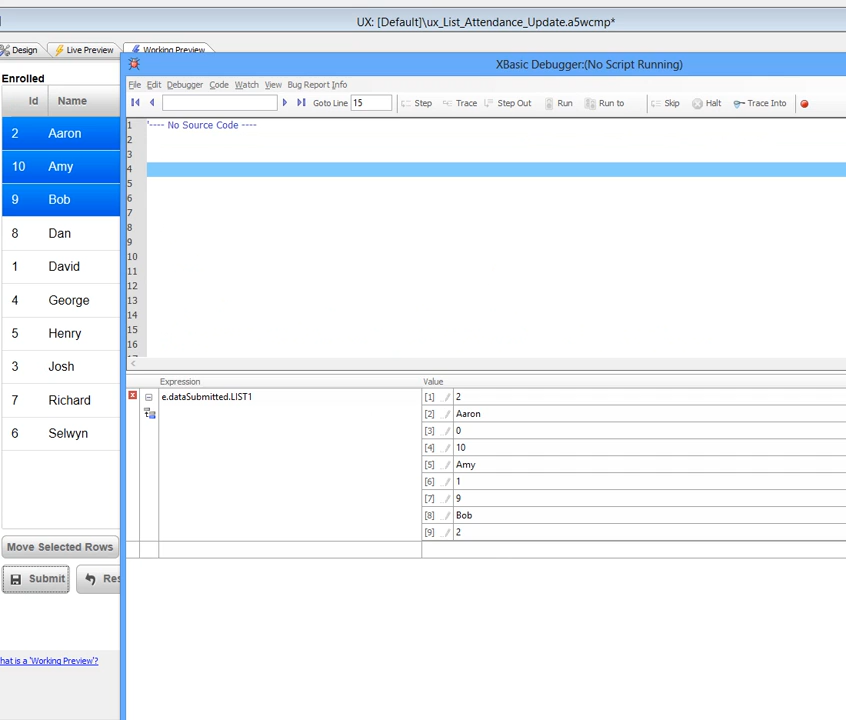 UX: [Default]\ux_List_Attendance_Update.a5wcmp*
Design Live Preview Working Preview
XBasic Debugger:(No Script Running)
File Edit Debugger Code Watch View Bug Report Info
Goto Line 15 Step Trace Step Out Run Run to Skip Halt Trace Into
Enrolled
Id Name
2 Aaron
10 Amy
9 Bob
8 Dan
1 David
4 George
5 Henry
3 Josh
7 Richard
6 Selwyn
Move Selected Rows
Submit Res
hat is a 'Working Preview'?
1 '---- No Source Code ----
2
3
4
5
6
7
8
9
10
11
12
13
14
15
16
Expression Value
e.dataSubmitted.LIST1 [1] 2
[2] Aaron
[3] 0
[4] 10
[5] Amy
[6] 1
[7] 9
[8] Bob
[9] 2